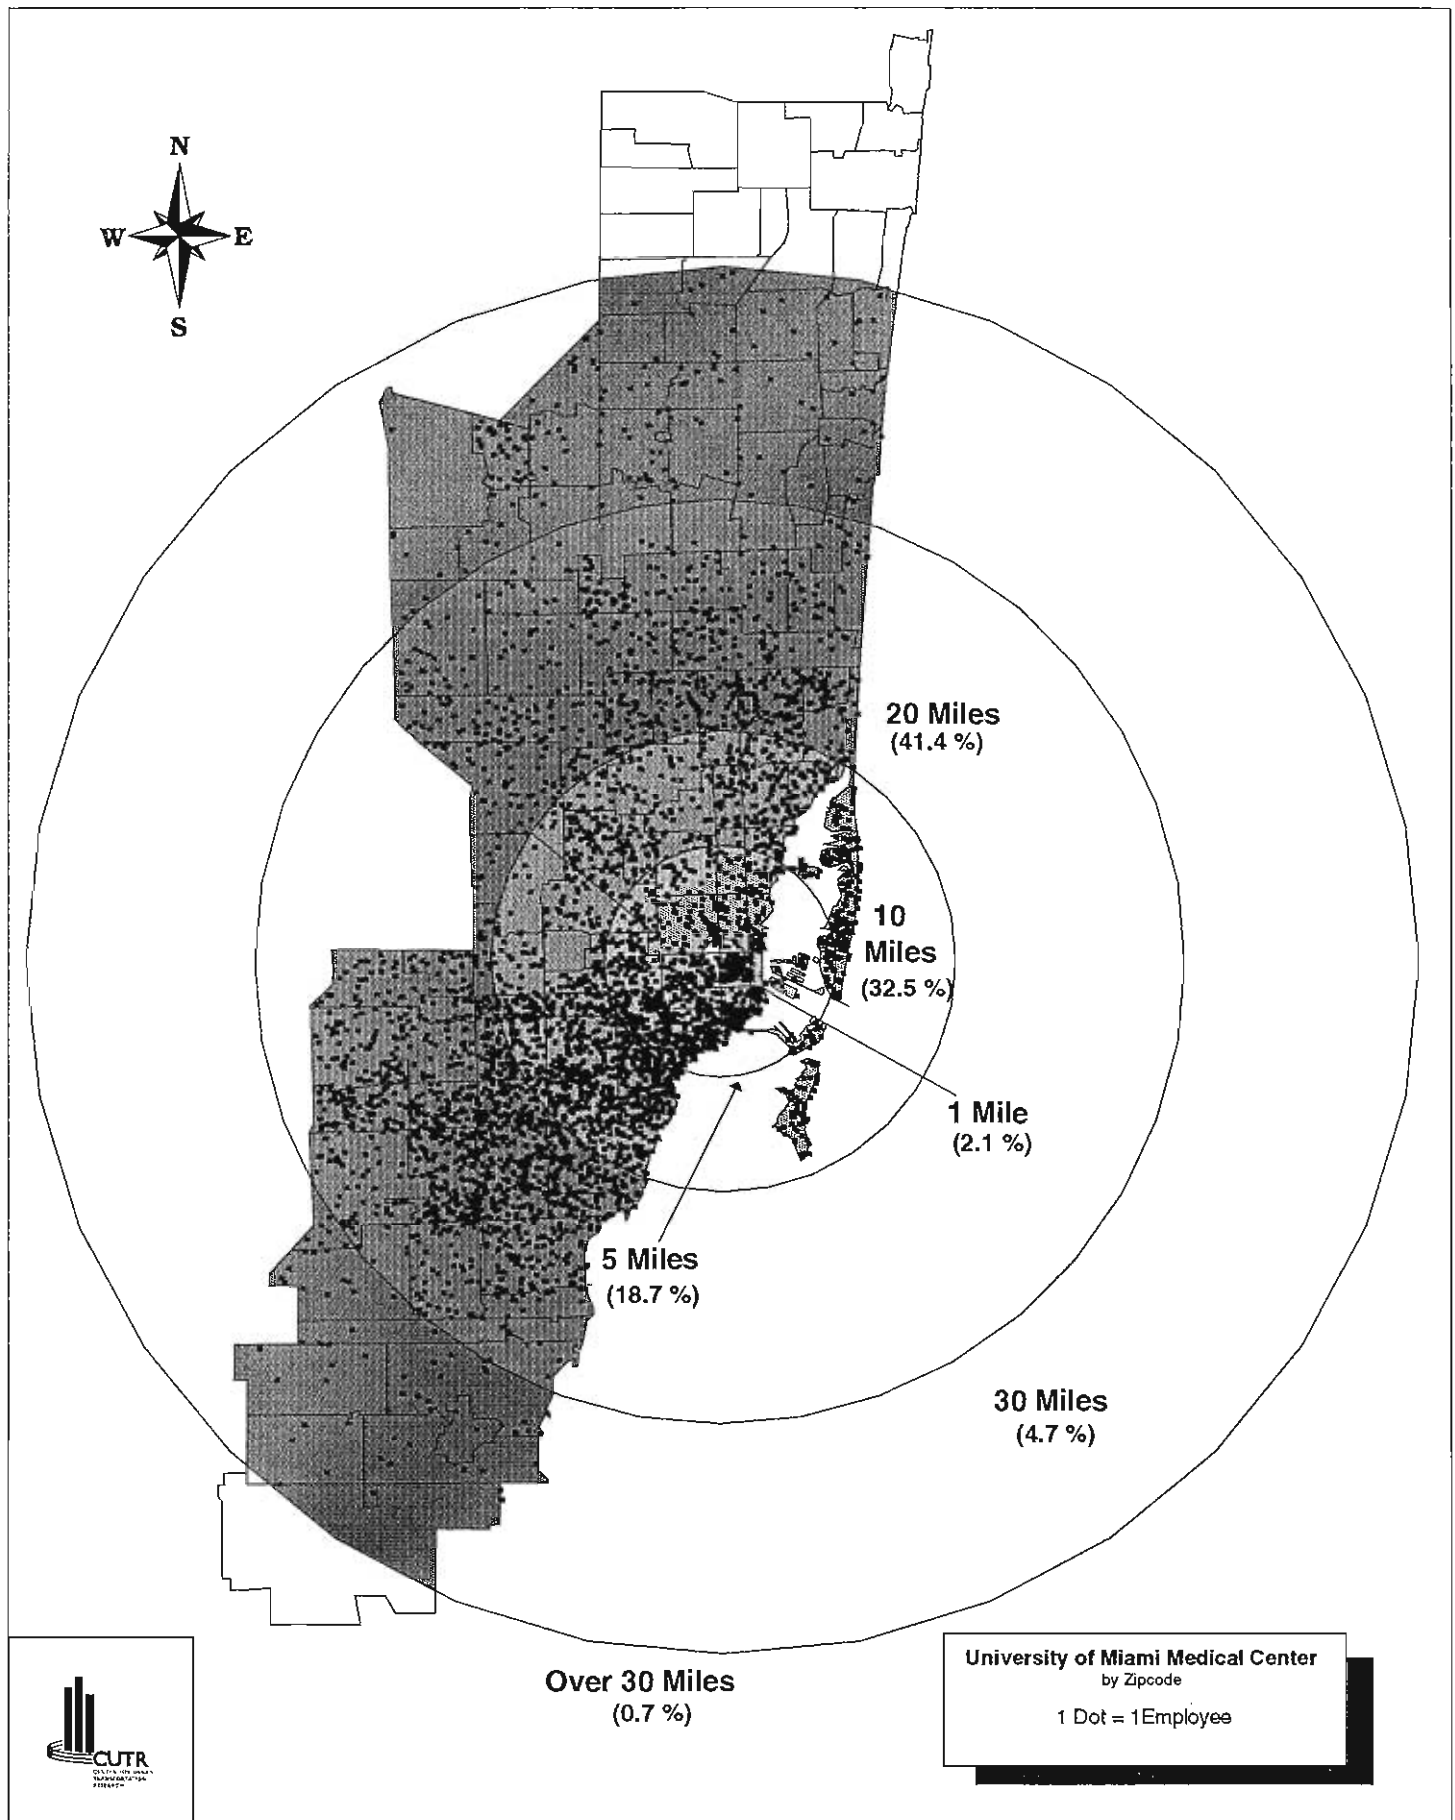 N
W E
S
20 Miles
(41.4 %)
10
Miles
(32.5 %)
1 Mile
(2.1 %)
5 Miles
(18.7 %)
30 Miles
(4.7 %)
Over 30 Miles
(0.7 %)
University of Miami Medical Center
by Zipcode
1 Dot = 1Employee
CUTR